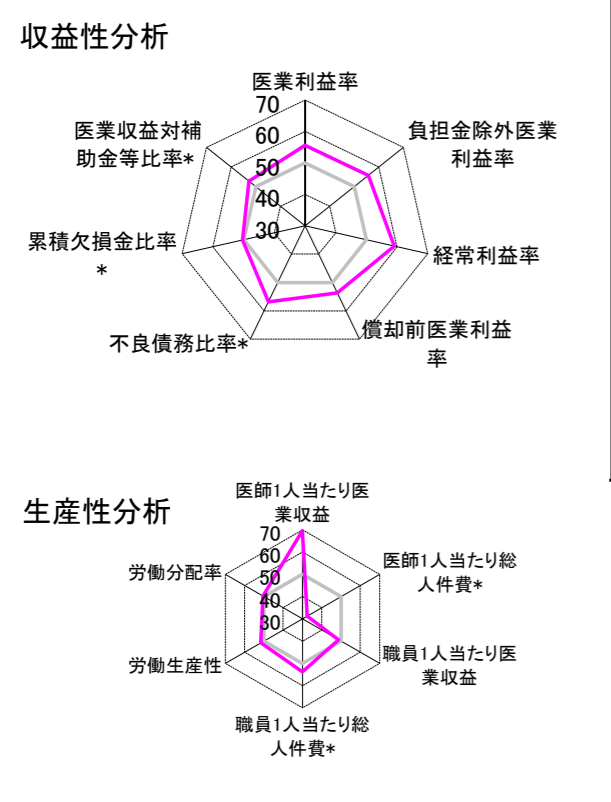 収益性分析
医業利益率
70
60
50
40
30
負担金除外医業
利益率
経常利益率
償却前医業利益
率
不良債務比率*
累積欠損金比率
*
医業収益対補
助金等比率*
生産性分析
医師1人当たり医
業収益
70
60
50
40
30
医師1人当たり総
人件費*
職員1人当たり医
業収益
職員1人当たり総
人件費*
労働生産性
労働分配率